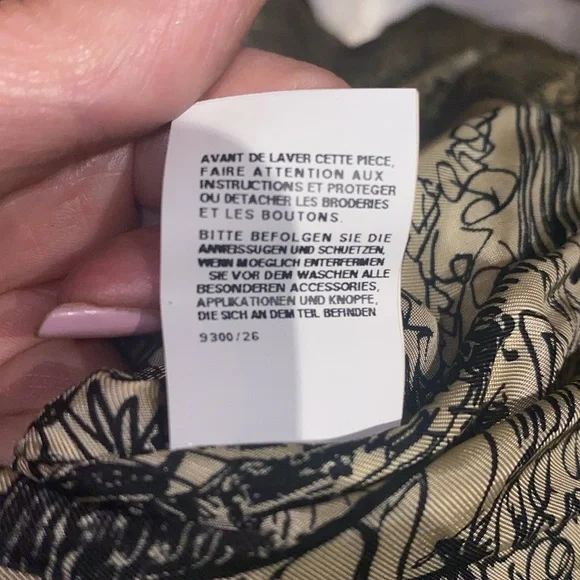 AVANT DE LAVER CETTE PIECE,
FAIRE ATTENTION AUX
INSTRUCTIONS ET PROTEGER
OU DETACHER LES BRODERIES
ET LES BOUTONS.
BITTE BEFOLGEN SIE DIE
ANWEISSUGEN UND SCHUETZEN,
WENN MOEGLICH ENTERFERMEN
SIE VOR DEM WASCHEN ALLE
BESONDEREN ACCESSORIES,
APPLIKATIONEN UND KNOPFE,
DIE SICH AN DEM TEIL BEFINDEN
9300/26